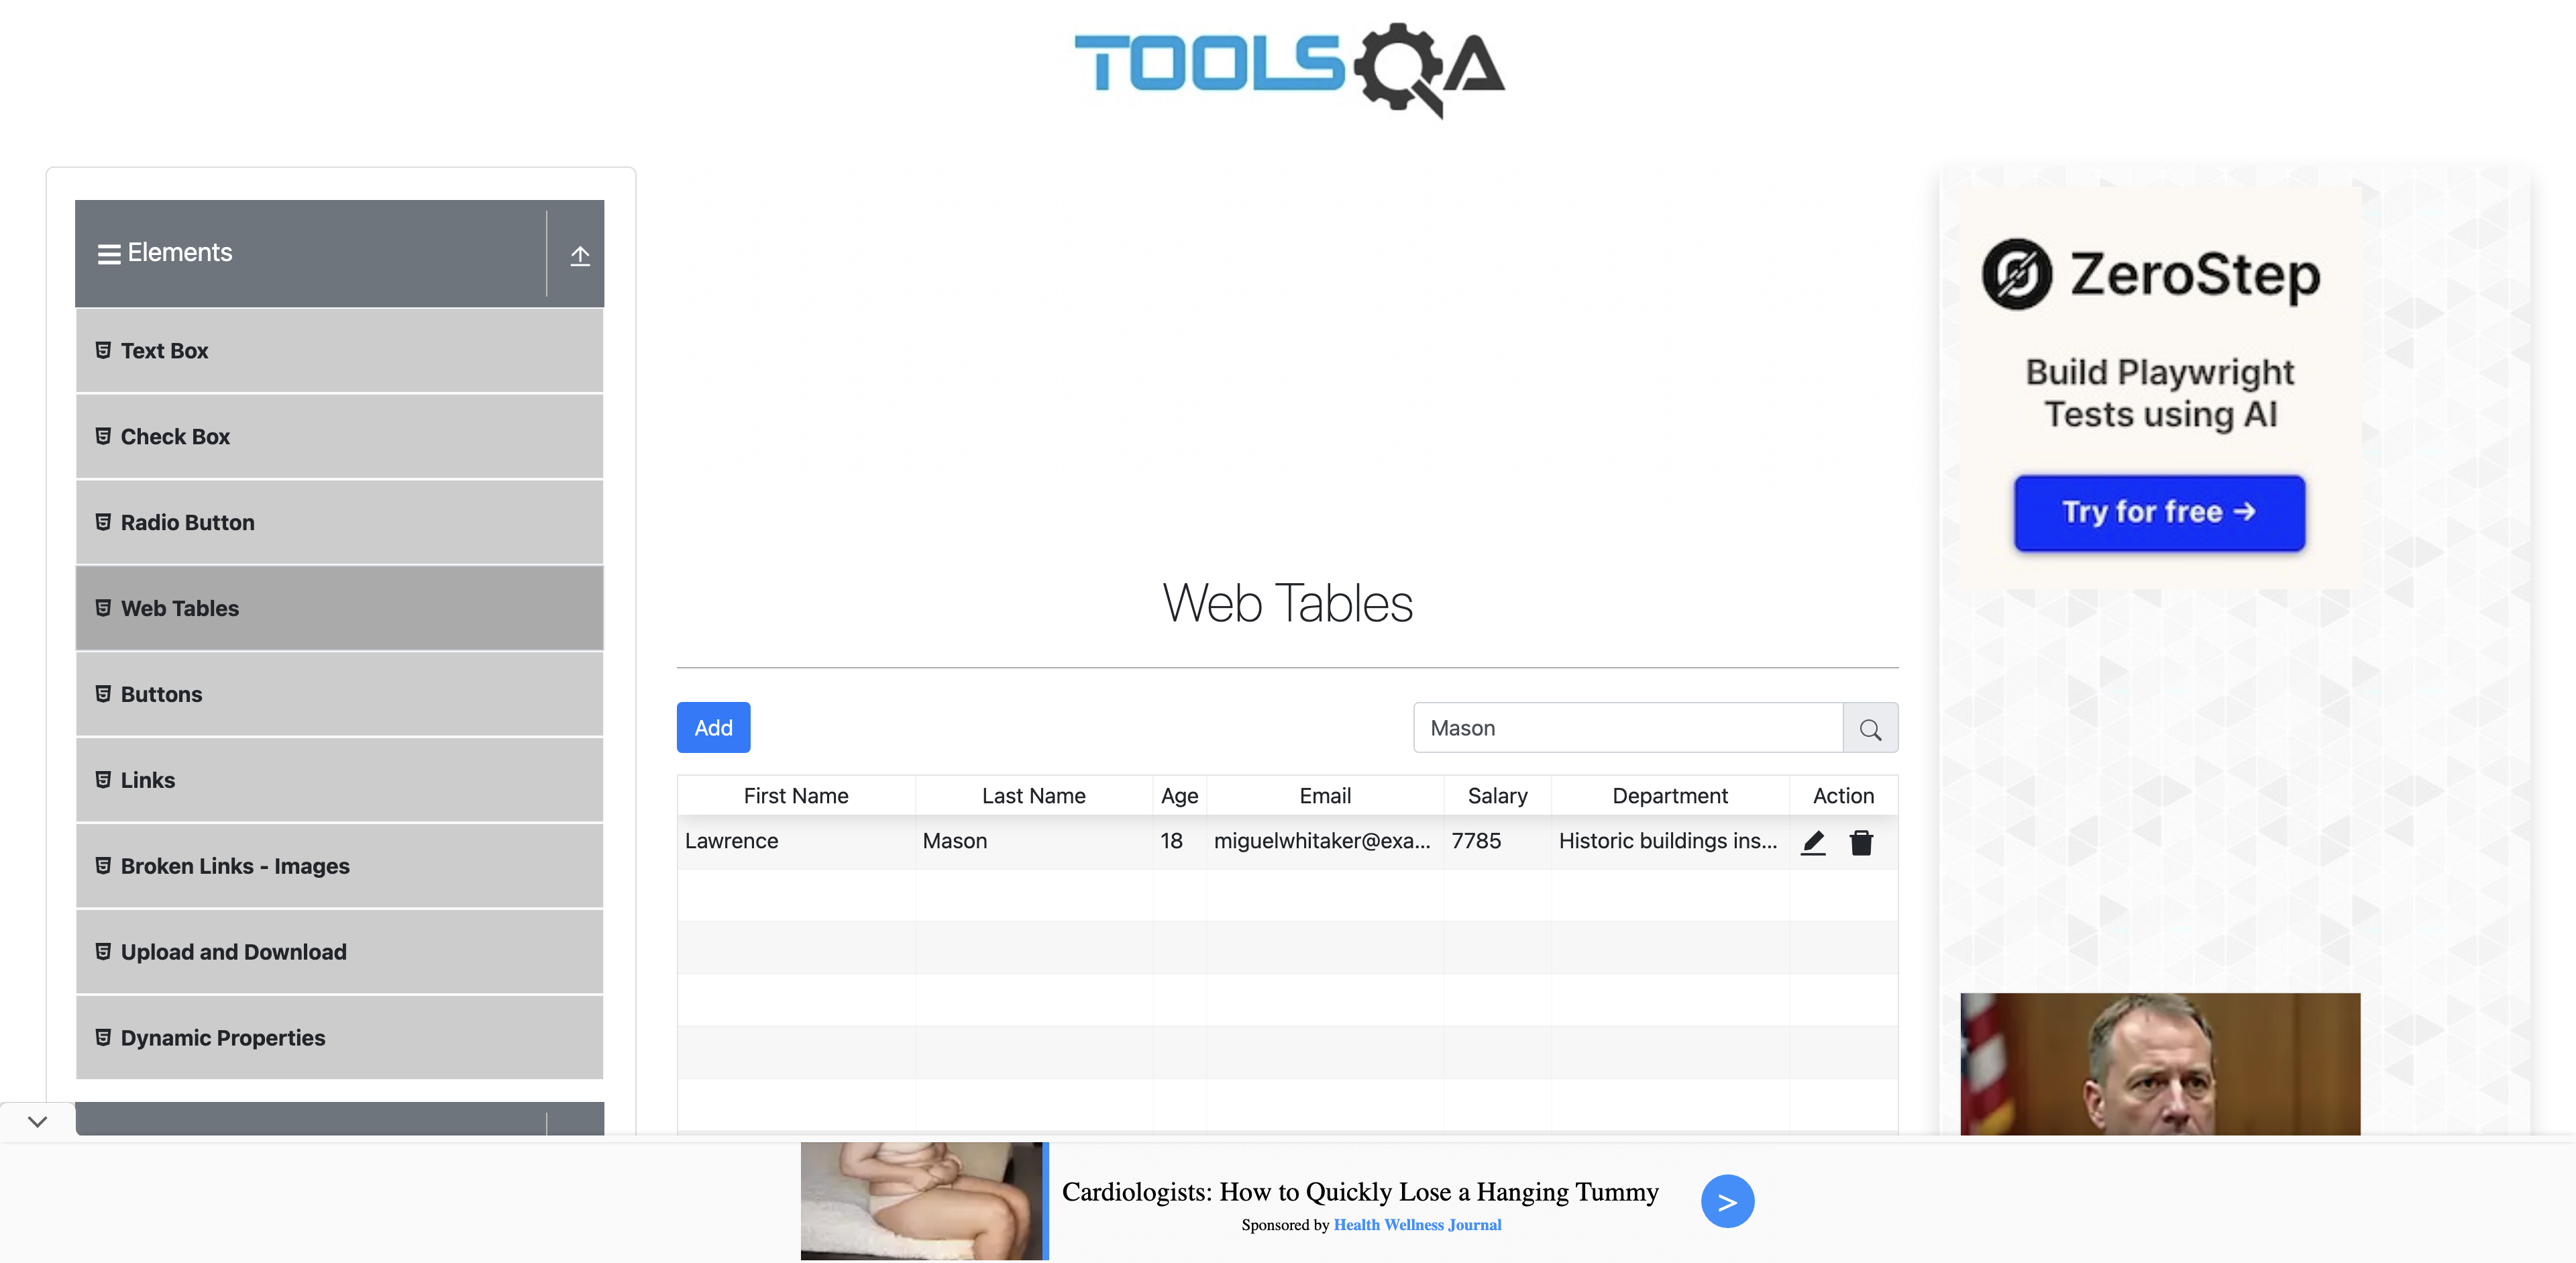 TOOLSQA
Elements
Text Box
Check Box
Radio Button
Web Tables
Buttons
Links
Broken Links - Images
Upload and Download
Dynamic Properties
Web Tables
Add
Mason
First Name Last Name Age Email Salary Department Action
Lawrence Mason 18 miguelwhitaker@exa... 7785 Historic buildings ins...
ZeroStep
Build Playwright
Tests using AI
Try for free →
Cardiologists: How to Quickly Lose a Hanging Tummy
Sponsored by Health Wellness Journal
>